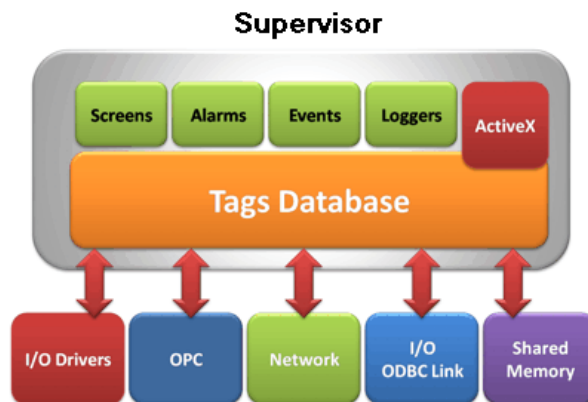 Supervisor
Screens
Alarms
Events
Loggers
ActiveX
Tags Database
I/O Drivers
OPC
Network
I/O
ODBC Link
Shared
Memory